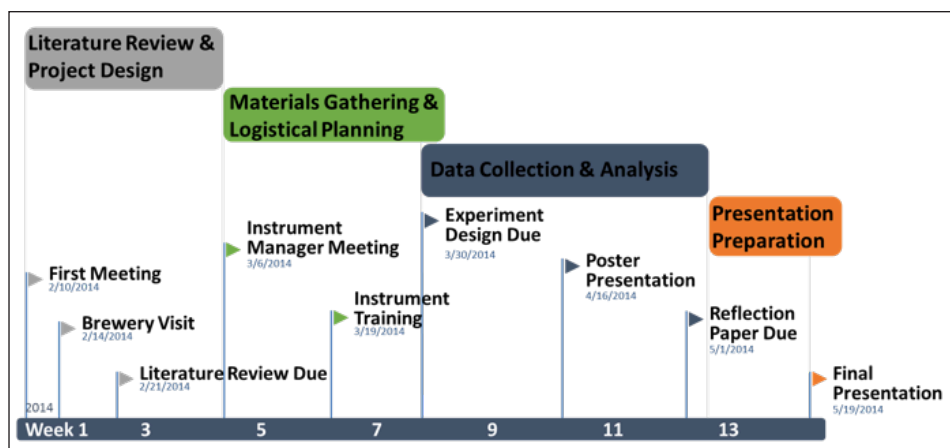 Literature Review &
Project Design
Materials Gathering &
Logistical Planning
Data Collection & Analysis
Presentation
Preparation
First Meeting
2/10/2014
Brewery Visit
2/14/2014
Literature Review Due
2/21/2014
Instrument
Manager Meeting
3/6/2014
Instrument
Training
3/19/2014
Experiment
Design Due
3/30/2014
Poster
Presentation
4/16/2014
Reflection
Paper Due
5/1/2014
Final
Presentation
5/19/2014
2014
Week 1 3 5 7 9 11 13